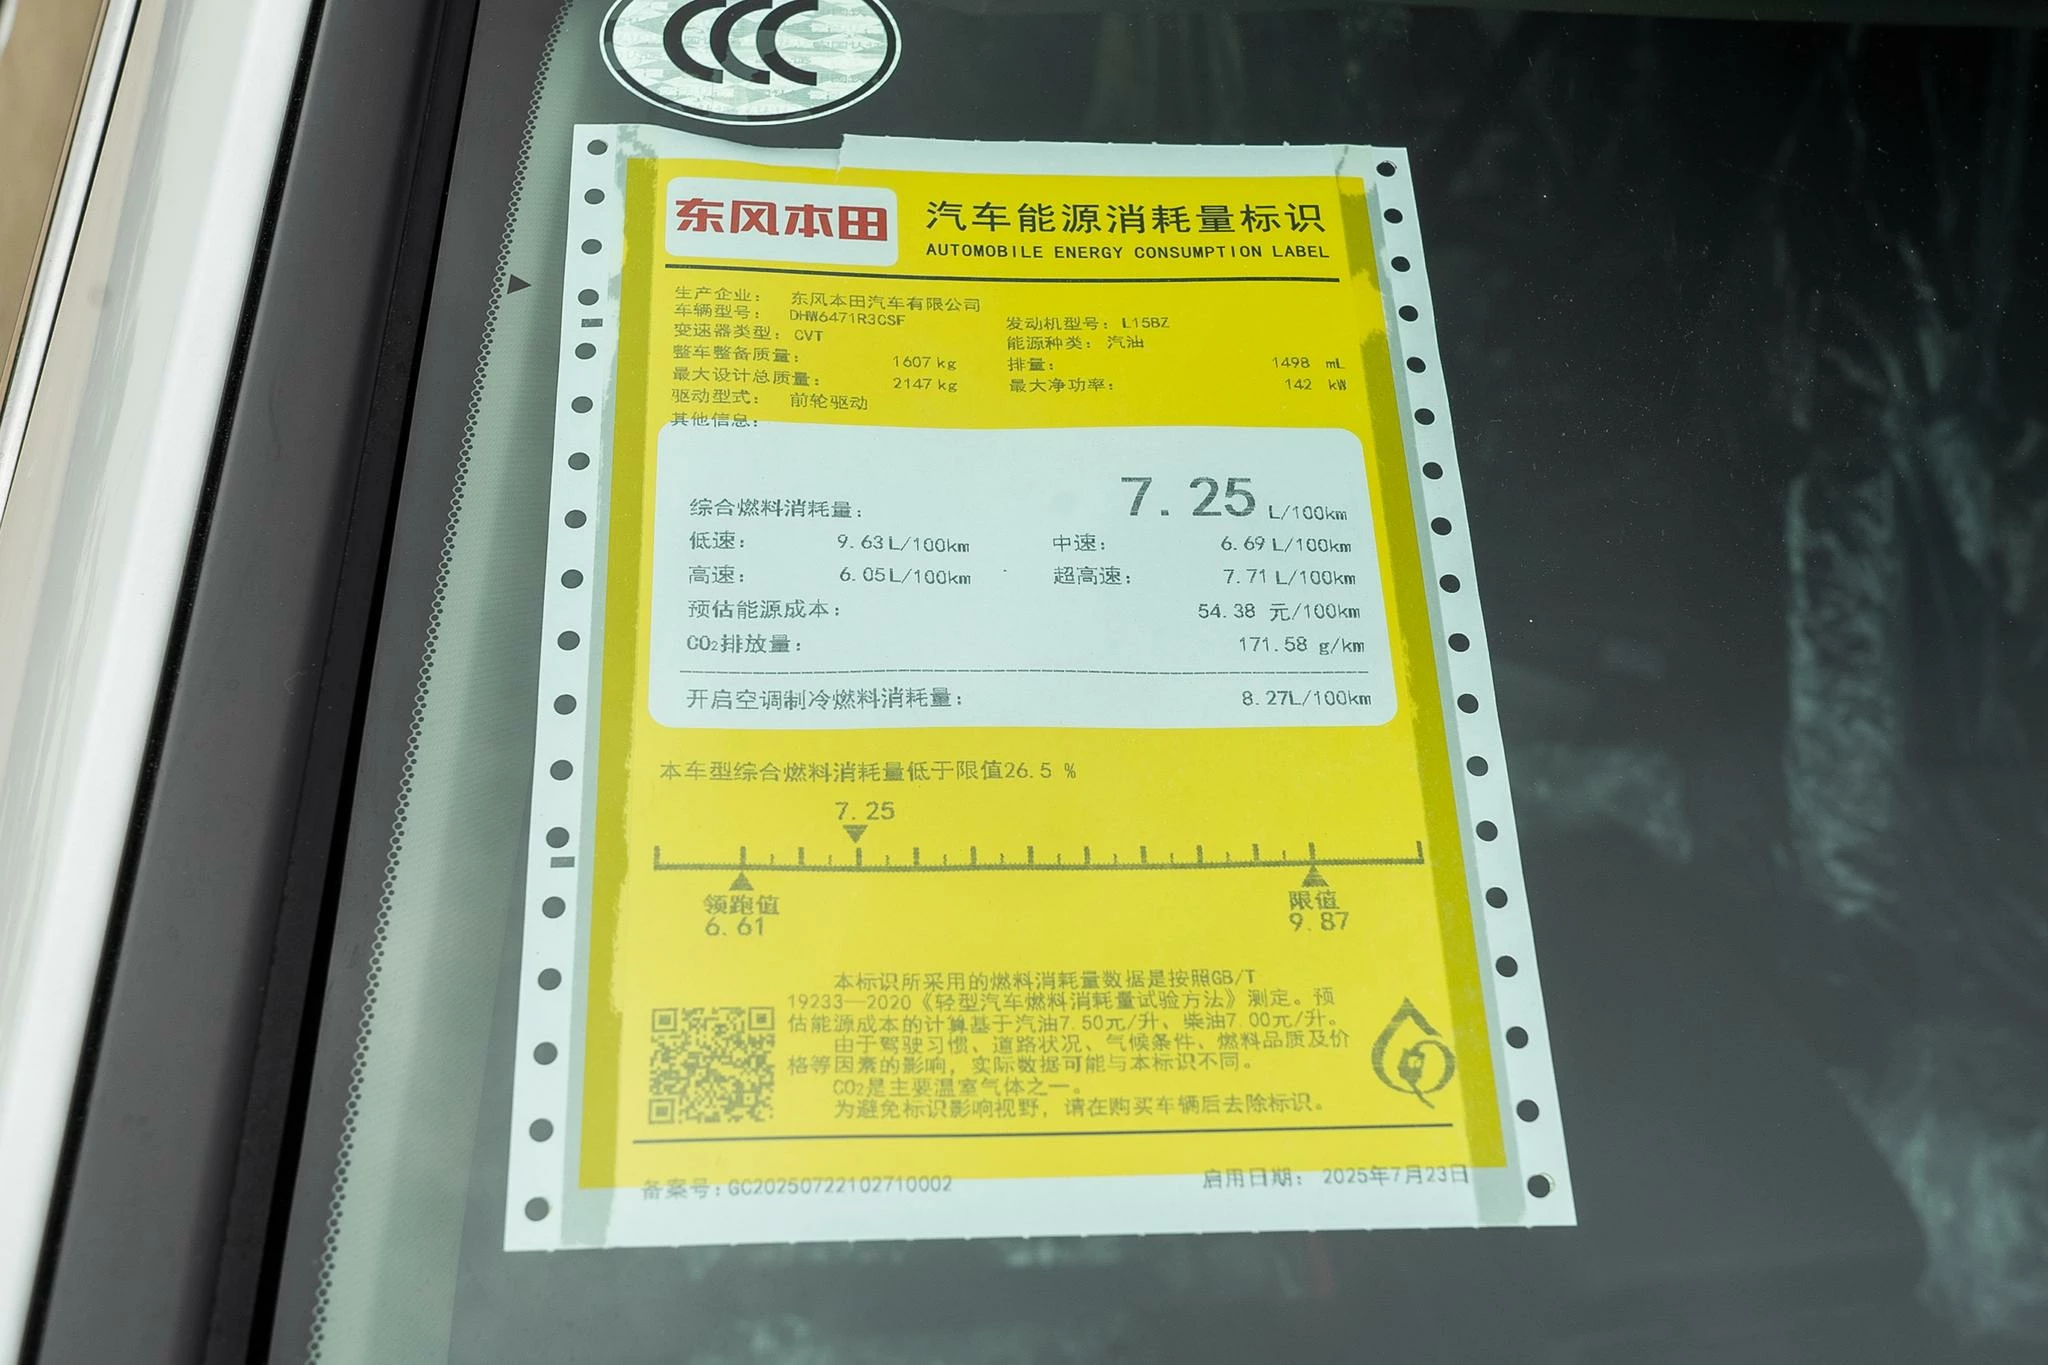 CCC
东风本田 汽车能源消耗量标识
AUTOMOBILE ENERGY CONSUMPTION LABEL
生产企业： 东风本田汽车有限公司
车辆型号： DHW6471R3CSF 发动机型号： L15BZ
变速器类型： CVT 能源种类： 汽油
整车整备质量： 1607 kg 排量： 1498 mL
最大设计总质量： 2147 kg 最大净功率： 142 kW
驱动型式： 前轮驱动
其他信息：
综合燃料消耗量： 7.25 L/100km
低速： 9.63 L/100km 中速： 6.69 L/100km
高速： 6.05 L/100km 超高速： 7.71 L/100km
预估能源成本： 54.38 元/100km
CO₂排放量： 171.58 g/km
开启空调制冷燃料消耗量： 8.27L/100km
本车型综合燃料消耗量低于限值26.5 %
7.25
领跑值 限值
6.61 9.87
本标识所采用的燃料消耗量数据是按照GB/T
19233—2020《轻型汽车燃料消耗量试验方法》测定。预
估能源成本的计算基于汽油7.50元/升、柴油7.00元/升。
由于驾驶习惯、道路状况、气候条件、燃料品质及价
格等因素的影响，实际数据可能与本标识不同。
CO₂是主要温室气体之一。
为避免标识影响视野，请在购买车辆后去除标识。
备案号：GC20250722102710002 启用日期： 2025年7月23日